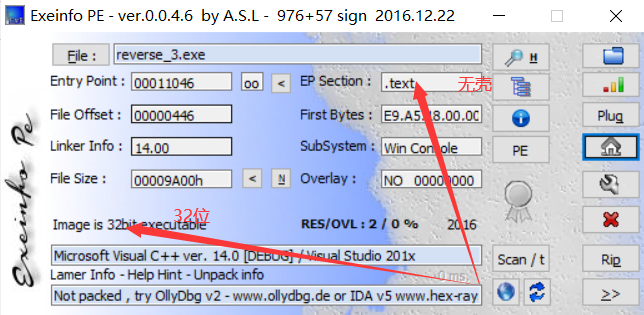 Exeinfo PE - ver.0.0.4.6 by A.S.L - 976+57 sign 2016.12.22
File : reverse_3.exe H
Entry Point : 00011046 oo < EP Section : .text 无壳
File Offset : 00000446 First Bytes : E9.A5.18.00.00 Plug
Linker Info : 14.00 SubSystem : Win Console PE
File Size : 00009A00h < N Overlay : NO 00000000
32位
Image is 32bit executable RES/OVL : 2 / 0 % 2016
Microsoft Visual C++ ver. 14.0 [DEBUG] / Visual Studio 201x Scan / t Rip
Lamer Info - Help Hint - Unpack info 0 ms.
Not packed , try OllyDbg v2 - www.ollydbg.de or IDA v5 www.hex-ray >>
Exeinfo Pe